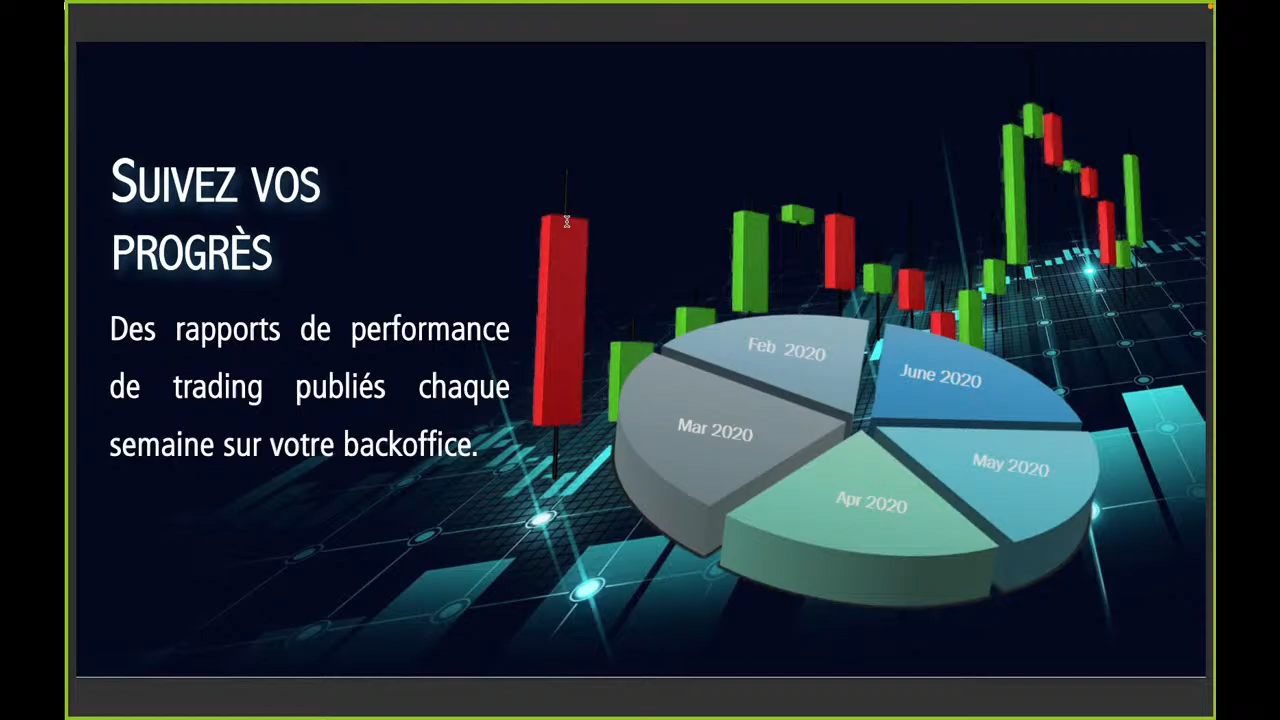 Suivez vos
progrès
Des rapports de performance
de trading publiés chaque
semaine sur votre backoffice.
Feb 2020
June 2020
Mar 2020
May 2020
Apr 2020